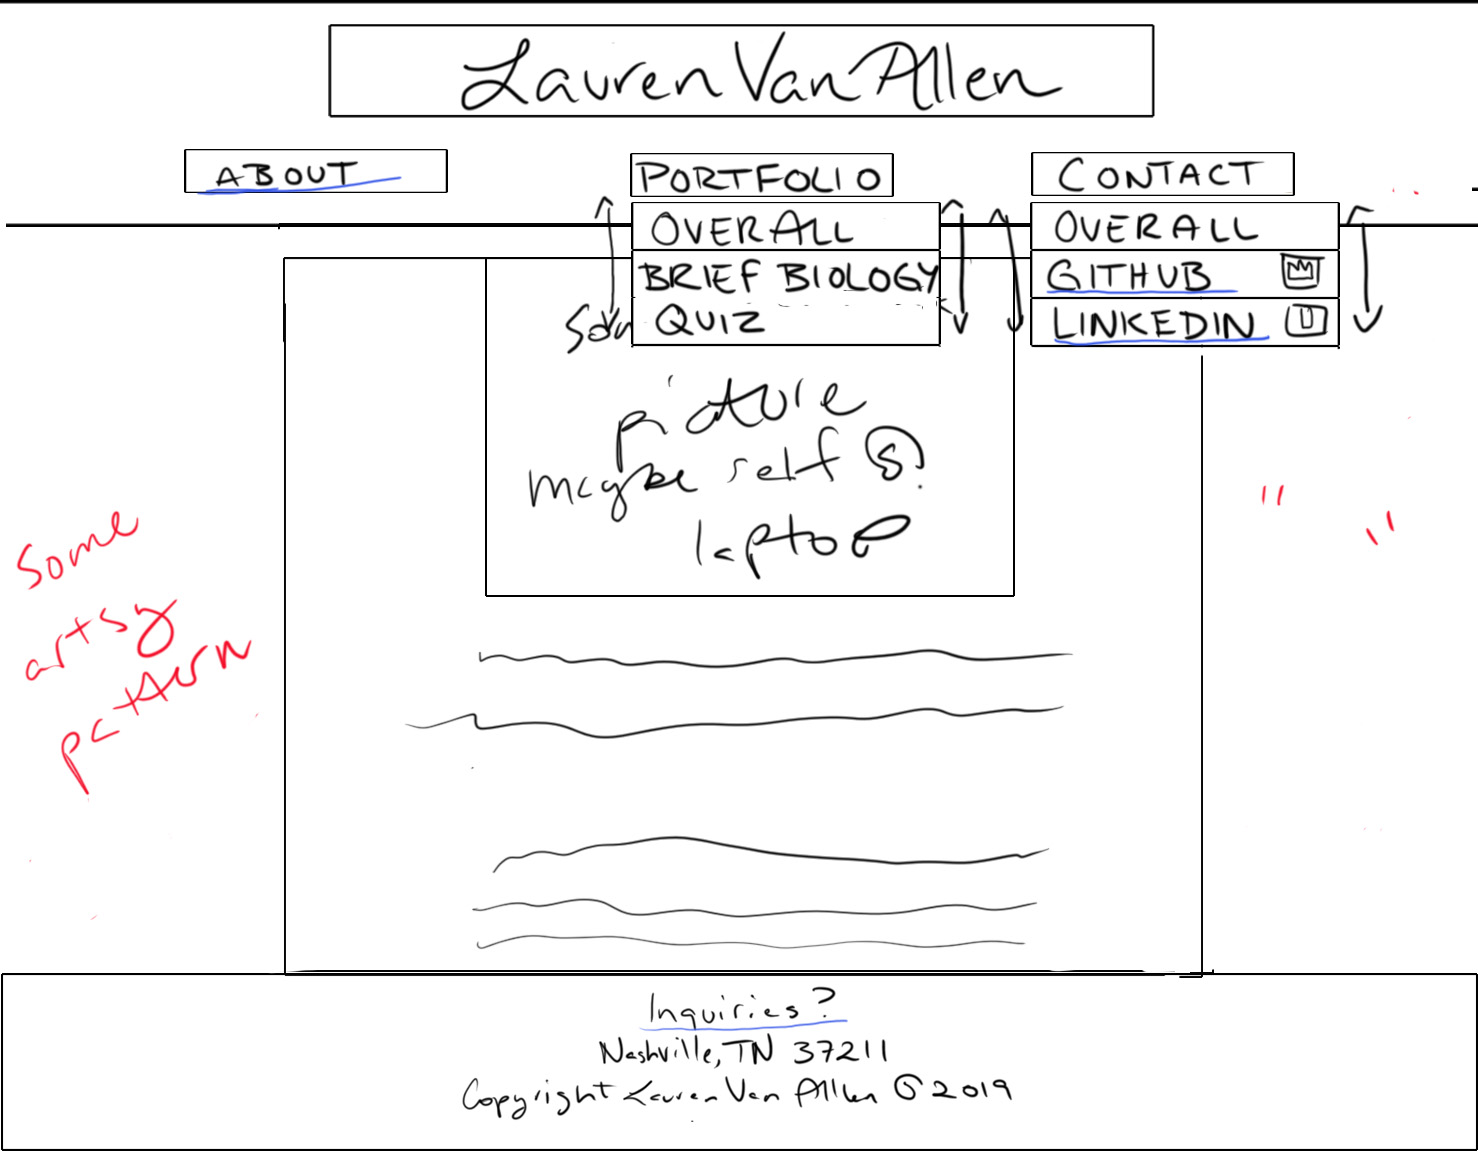 Lauren Van Allen
ABOUT
PORTFOLIO
CONTACT
OVERALL
OVERALL
BRIEF BIOLOGY
GITHUB
QUIZ
LINKEDIN
picture
maybe self
laptop
some
artsy
pattern
" "
Inquiries?
Nashville, TN 37211
Copyright Lauren Van Allen © 2019